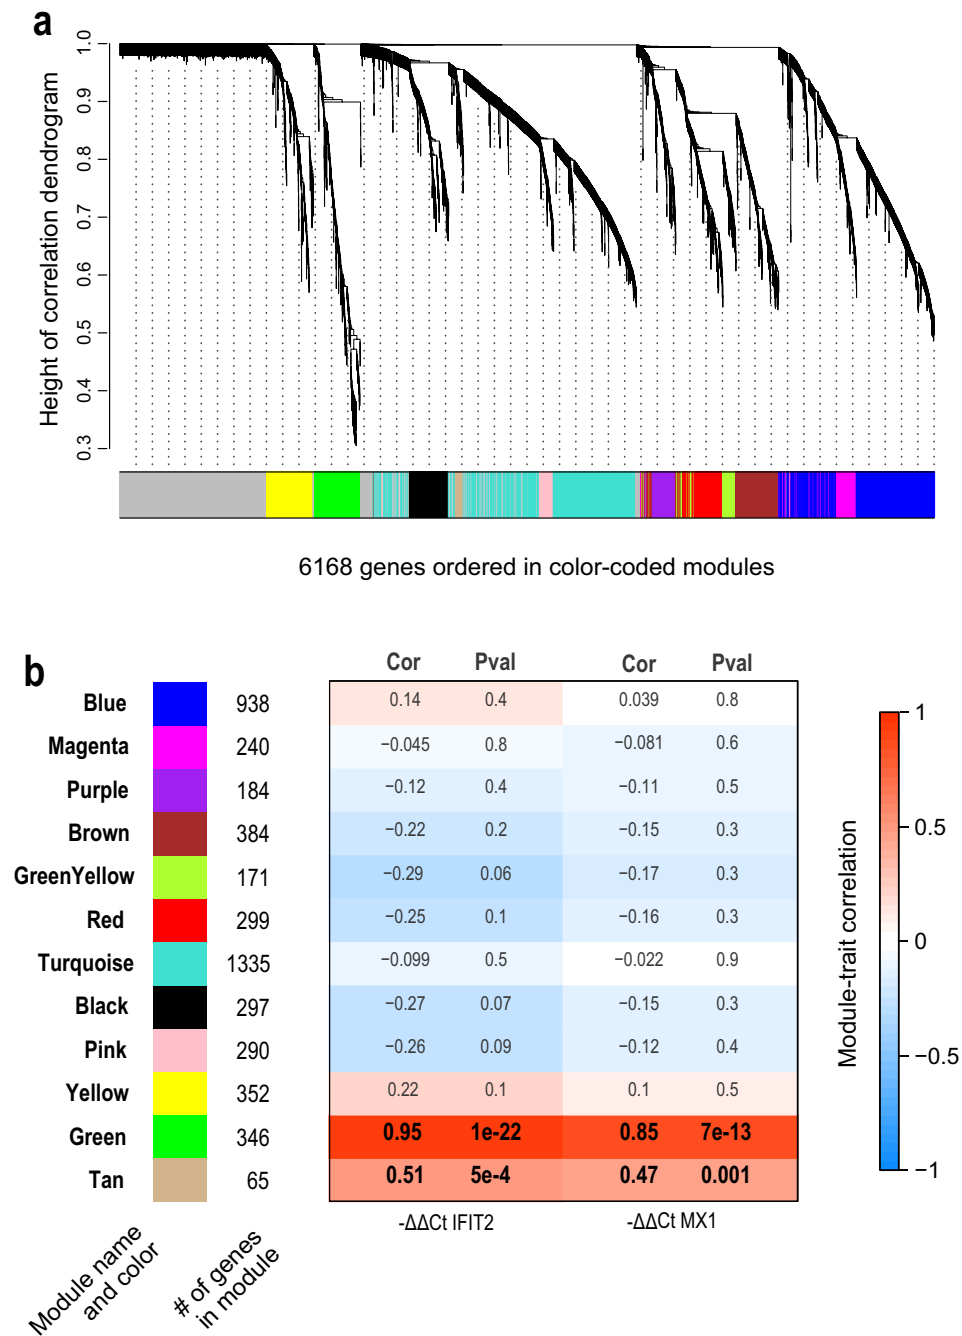 a
1.0
0.9
0.8
0.7
0.6
0.5
0.4
0.3
Height of correlation dendrogram
6168 genes ordered in color-coded modules
b
Cor Pval Cor Pval
Blue 938 0.14 0.4 0.039 0.8
Magenta 240 −0.045 0.8 −0.081 0.6
Purple 184 −0.12 0.4 −0.11 0.5
Brown 384 −0.22 0.2 −0.15 0.3
GreenYellow 171 −0.29 0.06 −0.17 0.3
Red 299 −0.25 0.1 −0.16 0.3
Turquoise 1335 −0.099 0.5 −0.022 0.9
Black 297 −0.27 0.07 −0.15 0.3
Pink 290 −0.26 0.09 −0.12 0.4
Yellow 352 0.22 0.1 0.1 0.5
Green 346 0.95 1e-22 0.85 7e-13
Tan 65 0.51 5e-4 0.47 0.001
-ΔΔCt IFIT2 -ΔΔCt MX1
Module name
and color
# of genes
in module
1
0.5
0
−0.5
−1
Module-trait correlation